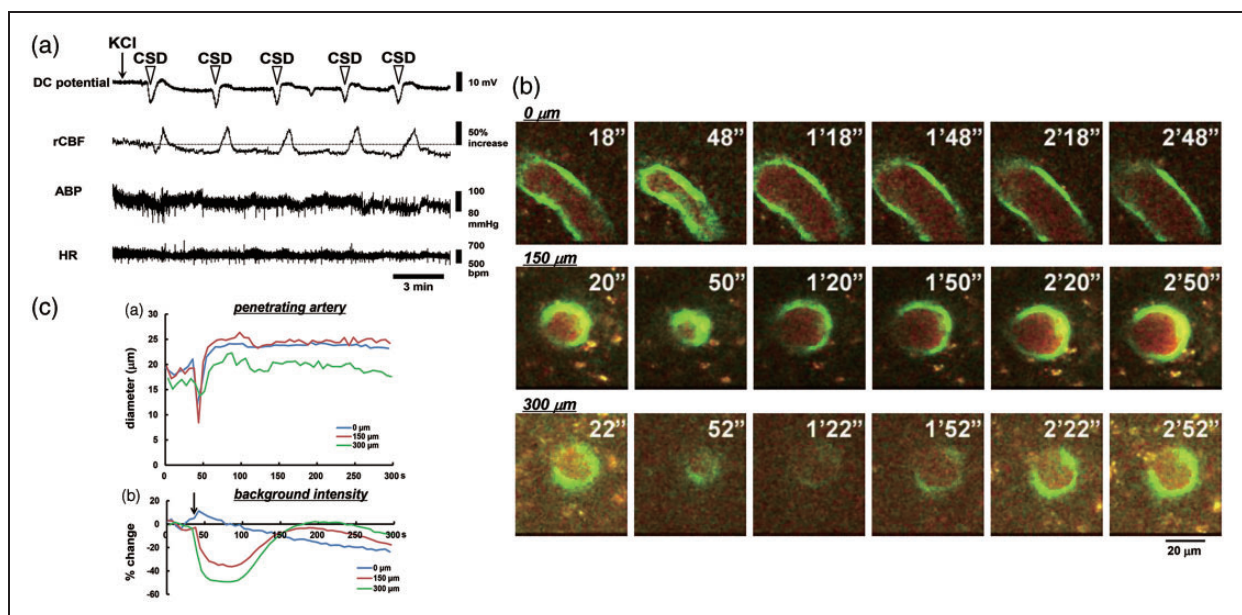 (a)
KCl
CSD CSD CSD CSD CSD
DC potential
10 mV
rCBF
50%
increase
ABP
100
80
mmHg
HR
700
500
bpm
3 min
(b)
0 μm
18” 48” 1’18” 1’48” 2’18” 2’48”
150 μm
20” 50” 1’20” 1’50” 2’20” 2’50”
300 μm
22” 52” 1’22” 1’52” 2’22” 2’52”
20 μm
(c)
(a) penetrating artery
diameter (μm)
30
25
20
15
10
5
0
0 50 100 150 200 250 300 s
0 μm
150 μm
300 μm
(b) background intensity
% change
20
0
-20
-40
-60
50 100 150 200 250 300 s
0 μm
150 μm
300 μm